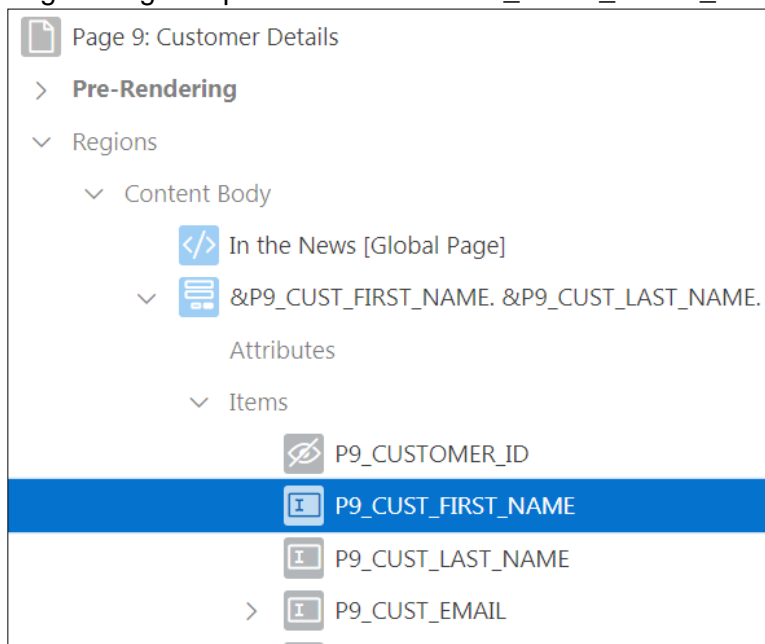 Page 9: Customer Details
Pre-Rendering
Regions
Content Body
In the News [Global Page]
&P9_CUST_FIRST_NAME. &P9_CUST_LAST_NAME.
Attributes
Items
P9_CUSTOMER_ID
P9_CUST_FIRST_NAME
P9_CUST_LAST_NAME
P9_CUST_EMAIL